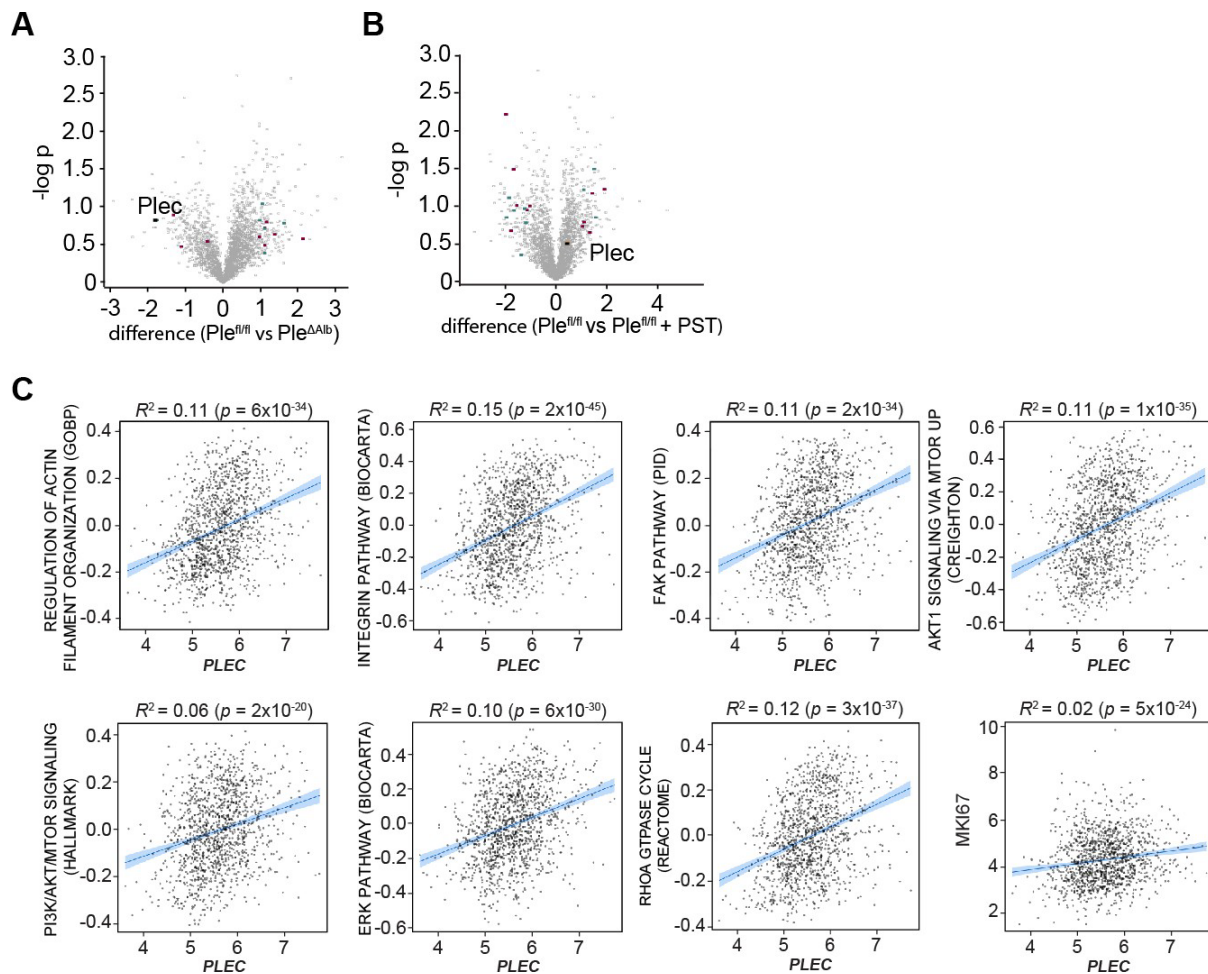 A
B
3.0
2.5
2.0
1.5
1.0
0.5
0
-log p
Plec
-3 -2 -1 0 1 2 3
difference (Ple^fl/fl vs Ple^ΔAlb)
3.0
2.5
2.0
1.5
1.0
0.5
0
-log p
Plec
-2 0 2 4
difference (Ple^fl/fl vs Ple^fl/fl + PST)
C
R² = 0.11 (p = 6x10⁻³⁴)
REGULATION OF ACTIN
FILAMENT ORGANIZATION (GOBP)
0.4
0.2
0.0
-0.2
-0.4
4 5 6 7
PLEC
R² = 0.15 (p = 2x10⁻⁴⁵)
INTEGRIN PATHWAY (BIOCARTA)
0.6
0.4
0.2
0.0
-0.2
-0.4
-0.6
4 5 6 7
PLEC
R² = 0.11 (p = 2x10⁻³⁴)
FAK PATHWAY (PID)
0.4
0.2
0.0
-0.2
-0.4
4 5 6 7
PLEC
R² = 0.11 (p = 1x10⁻³⁵)
AKT1 SIGNALING VIA MTOR UP
(CREIGHTON)
0.6
0.4
0.2
0.0
-0.2
-0.4
-0.6
4 5 6 7
PLEC
R² = 0.06 (p = 2x10⁻²⁰)
PI3K/AKT/MTOR SIGNALING
(HALLMARK)
0.4
0.2
0.0
-0.2
-0.4
4 5 6 7
PLEC
R² = 0.10 (p = 6x10⁻³⁰)
ERK PATHWAY (BIOCARTA)
0.6
0.4
0.2
0.0
-0.2
-0.4
-0.6
4 5 6 7
PLEC
R² = 0.12 (p = 3x10⁻³⁷)
RHOA GTPASE CYCLE
(REACTOME)
0.4
0.2
0.0
-0.2
-0.4
4 5 6 7
PLEC
R² = 0.02 (p = 5x10⁻²⁴)
MKI67
10
8
6
4
2
4 5 6 7
PLEC